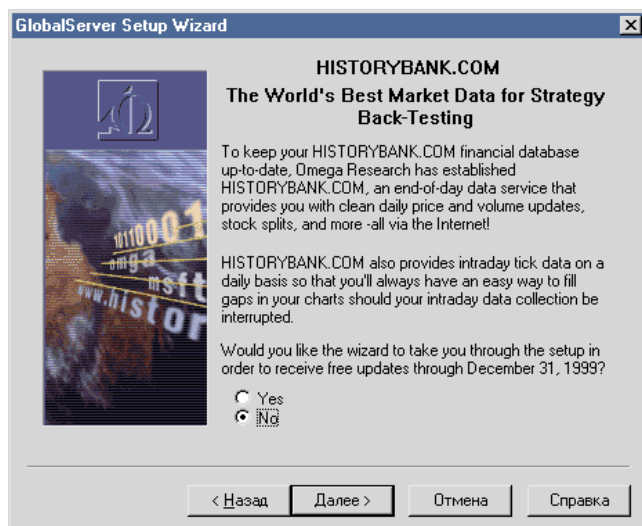 GlobalServer Setup Wizard
HISTORYBANK.COM
The World's Best Market Data for Strategy
Back-Testing
To keep your HISTORYBANK.COM financial database
up-to-date, Omega Research has established
HISTORYBANK.COM, an end-of-day data service that
provides you with clean daily price and volume updates,
stock splits, and more -all via the Internet!
HISTORYBANK.COM also provides intraday tick data on a
daily basis so that you'll always have an easy way to fill
gaps in your charts should your intraday data collection be
interrupted.
Would you like the wizard to take you through the setup in
order to receive free updates through December 31, 1999?
Yes
No
10110001
omga
msft
www.histor
< Назад
Далее >
Отмена
Справка